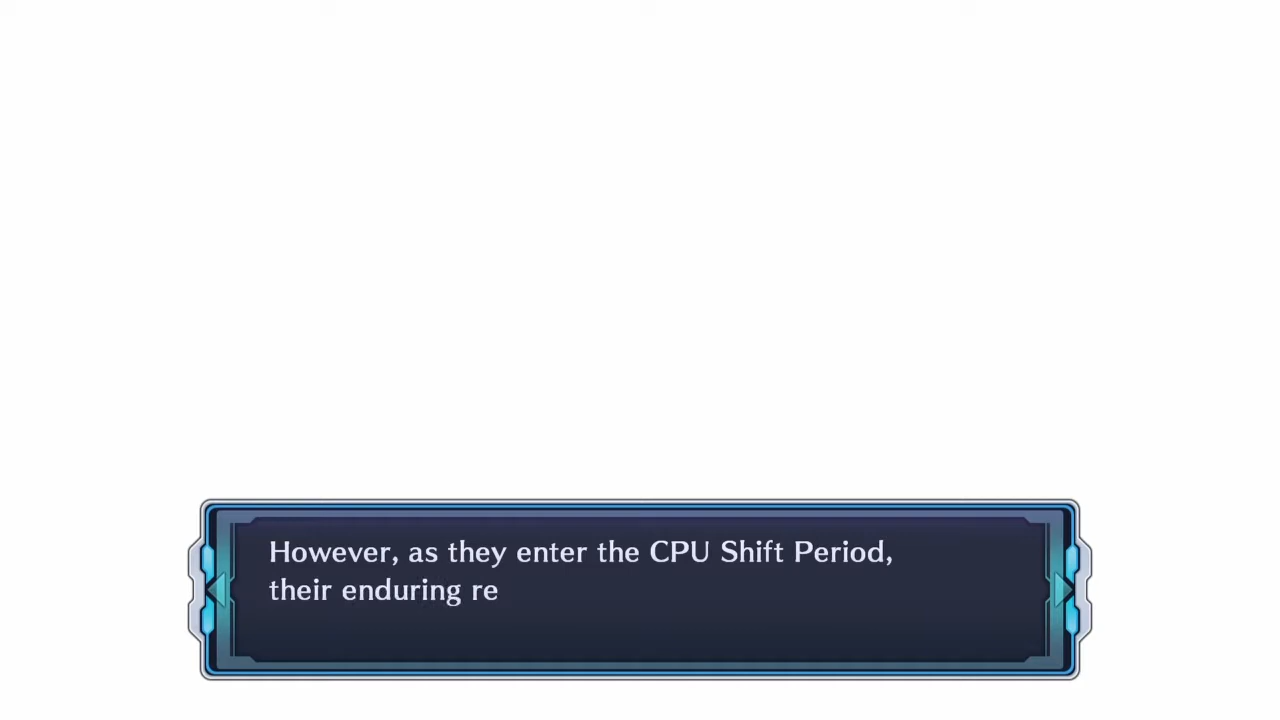 However, as they enter the CPU Shift Period,
their enduring re